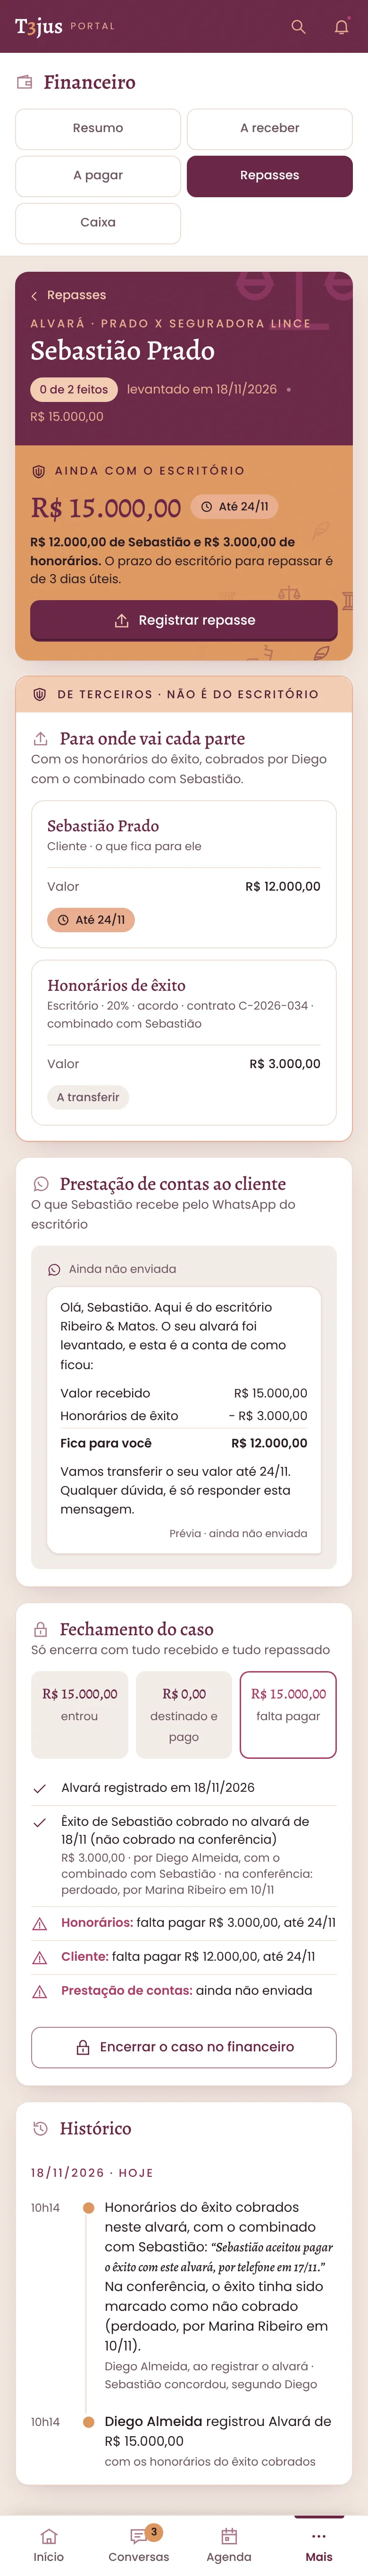 T3jus PORTAL
Financeiro
Resumo
A receber
A pagar
Repasses
Caixa
Repasses
ALVARÁ · PRADO X SEGURADORA LINCE
Sebastião Prado
0 de 2 feitos levantado em 18/11/2026 •
R$ 15.000,00
AINDA COM O ESCRITÓRIO
R$ 15.000,00 Até 24/11
R$ 12.000,00 de Sebastião e R$ 3.000,00 de
honorários. O prazo do escritório para repassar é
de 3 dias úteis.
Registrar repasse
DE TERCEIROS · NÃO É DO ESCRITÓRIO
Para onde vai cada parte
Com os honorários do êxito, cobrados por Diego
com o combinado com Sebastião.
Sebastião Prado
Cliente · o que fica para ele
Valor R$ 12.000,00
Até 24/11
Honorários de êxito
Escritório · 20% · acordo · contrato C-2026-034 ·
combinado com Sebastião
Valor R$ 3.000,00
A transferir
Prestação de contas ao cliente
O que Sebastião recebe pelo WhatsApp do
escritório
Ainda não enviada
Olá, Sebastião. Aqui é do escritório
Ribeiro & Matos. O seu alvará foi
levantado, e esta é a conta de como
ficou:
Valor recebido R$ 15.000,00
Honorários de êxito - R$ 3.000,00
Fica para você R$ 12.000,00
Vamos transferir o seu valor até 24/11.
Qualquer dúvida, é só responder esta
mensagem.
Prévia · ainda não enviada
Fechamento do caso
Só encerra com tudo recebido e tudo repassado
R$ 15.000,00
entrou
R$ 0,00
destinado e
pago
R$ 15.000,00
falta pagar
Alvará registrado em 18/11/2026
Êxito de Sebastião cobrado no alvará de
18/11 (não cobrado na conferência)
R$ 3.000,00 · por Diego Almeida, com o
combinado com Sebastião · na conferência:
perdoado, por Marina Ribeiro em 10/11
Honorários: falta pagar R$ 3.000,00, até 24/11
Cliente: falta pagar R$ 12.000,00, até 24/11
Prestação de contas: ainda não enviada
Encerrar o caso no financeiro
Histórico
18/11/2026 · HOJE
10h14
Honorários do êxito cobrados
neste alvará, com o combinado
com Sebastião: “Sebastião aceitou pagar
o êxito com este alvará, por telefone em 17/11.”
Na conferência, o êxito tinha sido
marcado como não cobrado
(perdoado, por Marina Ribeiro em
10/11).
Diego Almeida, ao registrar o alvará ·
Sebastião concordou, segundo Diego
10h14
Diego Almeida registrou Alvará de
R$ 15.000,00
com os honorários do êxito cobrados
3
Início
Conversas
Agenda
Mais